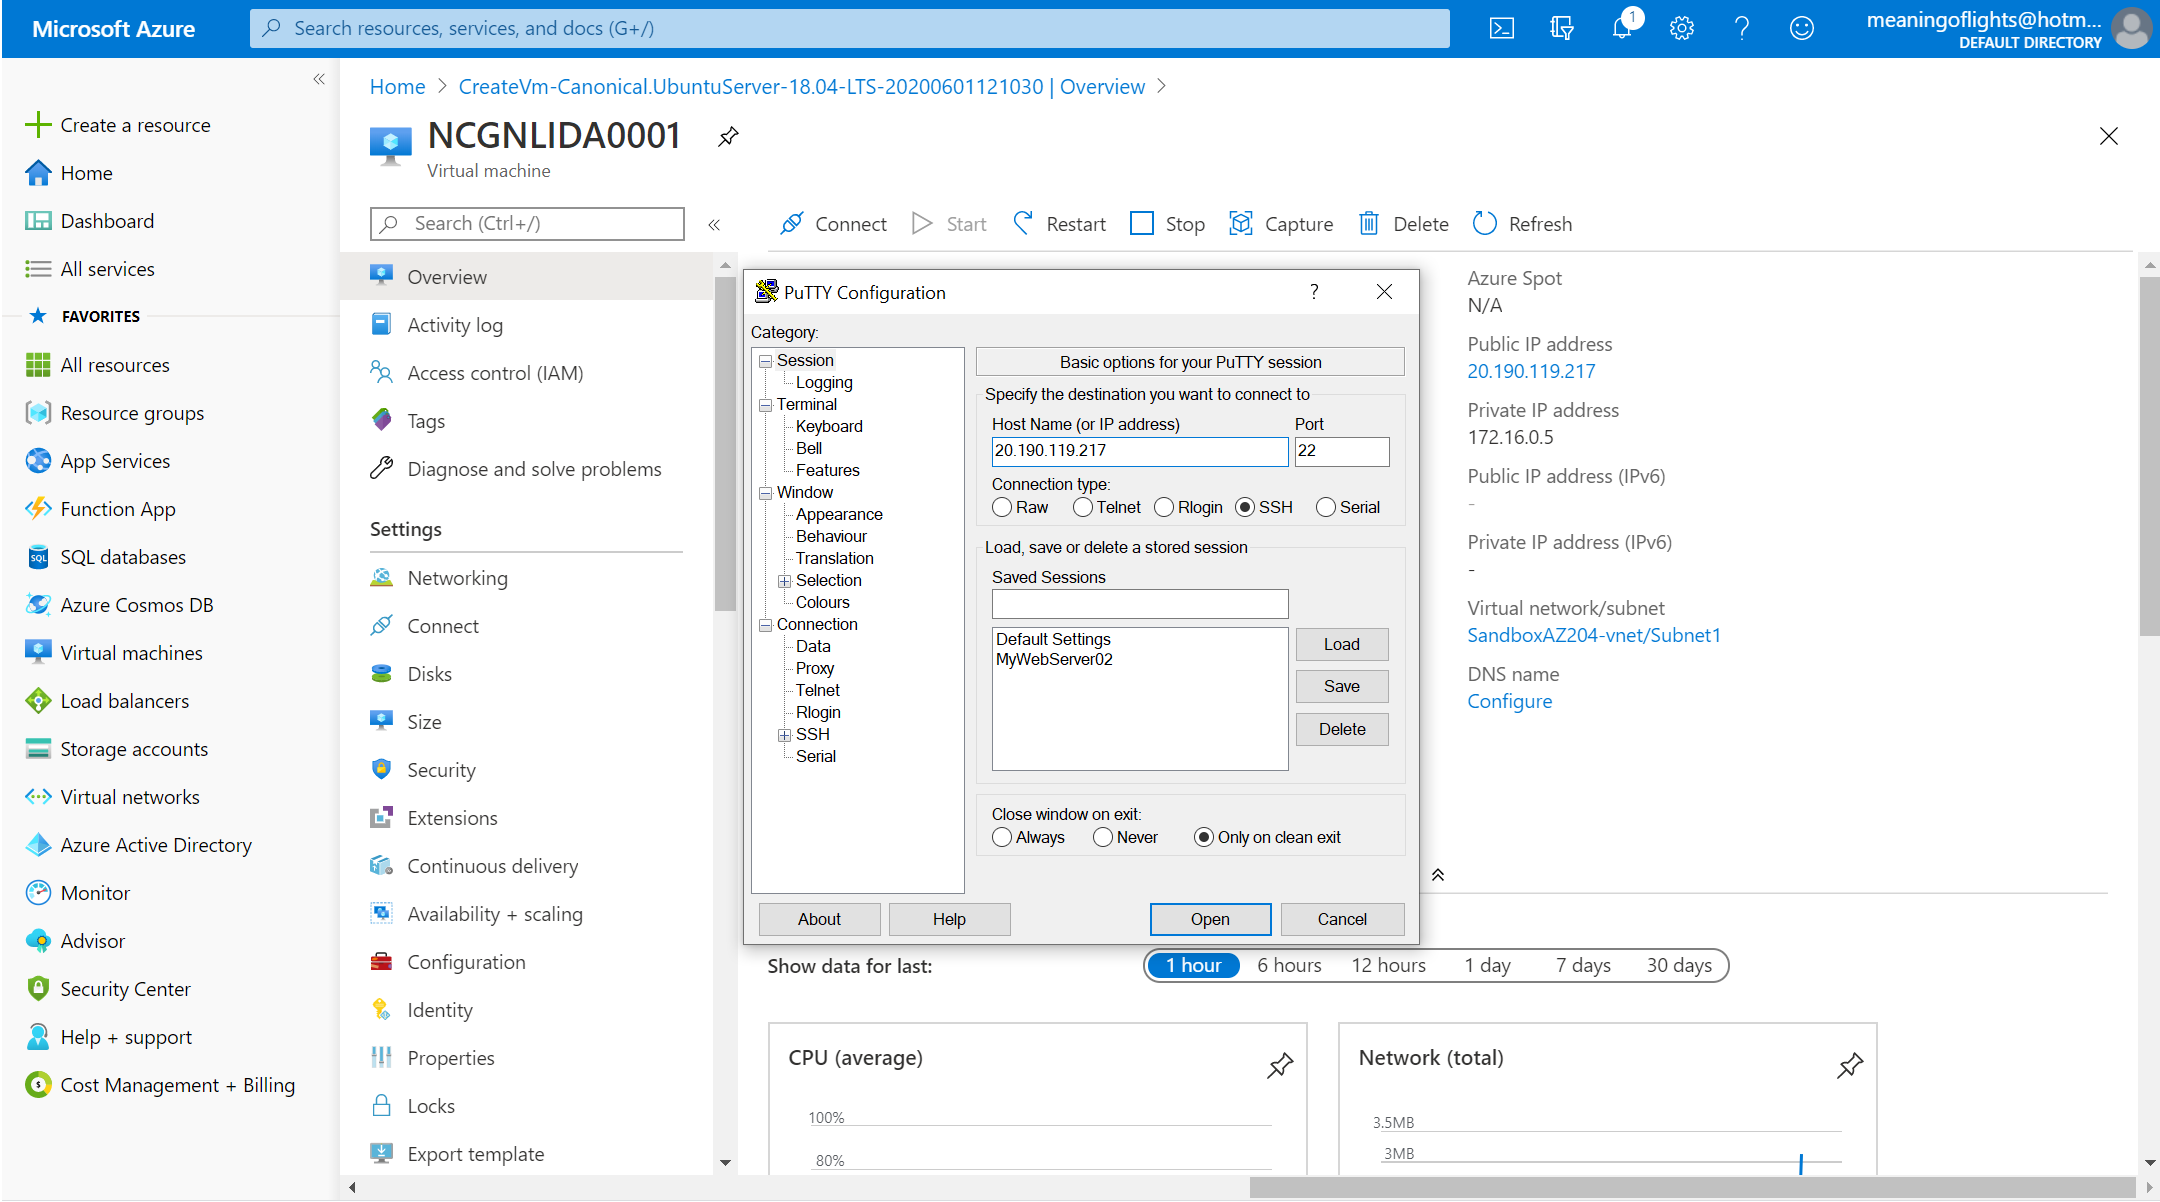 Microsoft Azure
Search resources, services, and docs (G+/)
1
meaningoflights@hotm...
DEFAULT DIRECTORY
Create a resource
Home
Dashboard
All services
FAVORITES
All resources
Resource groups
App Services
Function App
SQL databases
Azure Cosmos DB
Virtual machines
Load balancers
Storage accounts
Virtual networks
Azure Active Directory
Monitor
Advisor
Security Center
Help + support
Cost Management + Billing
Home > CreateVm-Canonical.UbuntuServer-18.04-LTS-20200601121030 | Overview >
NCGNLIDA0001
Virtual machine
Search (Ctrl+/)
Overview
Activity log
Access control (IAM)
Tags
Diagnose and solve problems
Settings
Networking
Connect
Disks
Size
Security
Extensions
Continuous delivery
Availability + scaling
Configuration
Identity
Properties
Locks
Export template
Connect Start Restart Stop Capture Delete Refresh
PuTTY Configuration
?
Category:
Session
Logging
Terminal
Keyboard
Bell
Features
Window
Appearance
Behaviour
Translation
Selection
Colours
Connection
Data
Proxy
Telnet
Rlogin
SSH
Serial
Basic options for your PuTTY session
Specify the destination you want to connect to
Host Name (or IP address) Port
20.190.119.217 22
Connection type:
Raw Telnet Rlogin SSH Serial
Load, save or delete a stored session
Saved Sessions
Default Settings
MyWebServer02
Load
Save
Delete
Close window on exit:
Always Never Only on clean exit
About Help Open Cancel
Azure Spot
N/A
Public IP address
20.190.119.217
Private IP address
172.16.0.5
Public IP address (IPv6)
-
Private IP address (IPv6)
-
Virtual network/subnet
SandboxAZ204-vnet/Subnet1
DNS name
Configure
Show data for last:
1 hour 6 hours 12 hours 1 day 7 days 30 days
CPU (average)
100%
80%
Network (total)
3.5MB
3MB